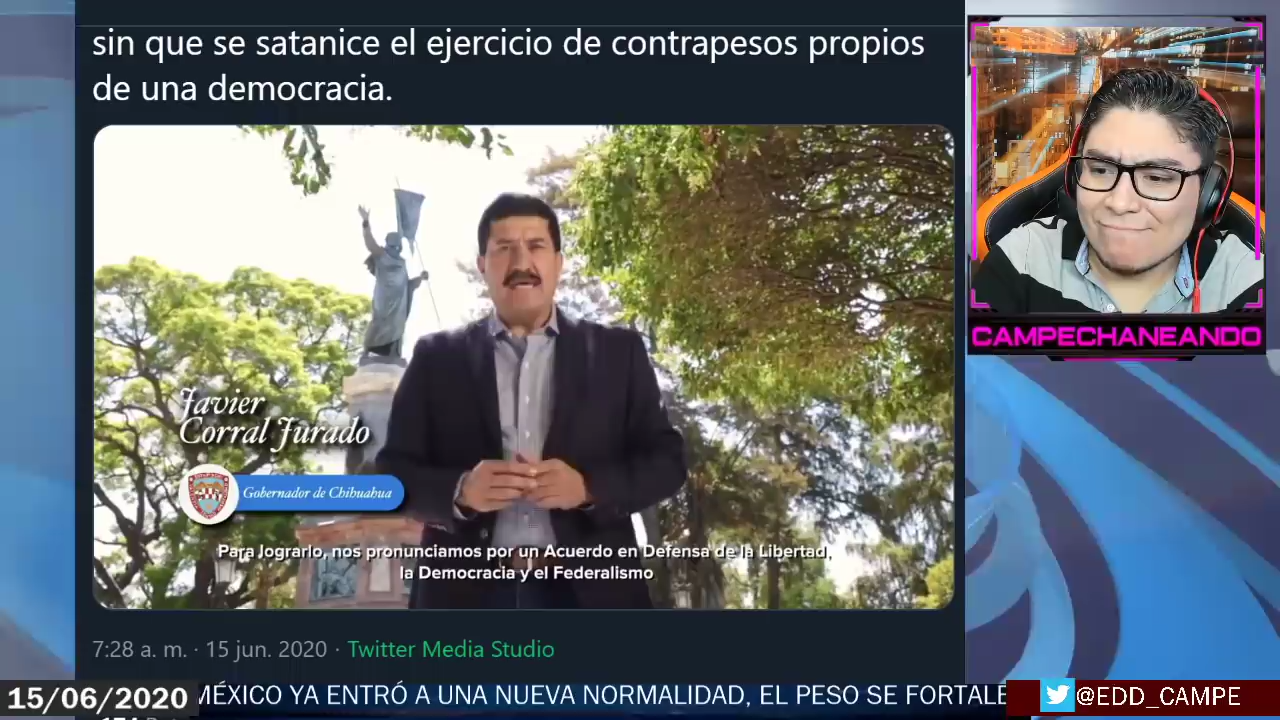 sin que se satanice el ejercicio de contrapesos propios
de una democracia.
Javier
Corral Jurado
Gobernador de Chihuahua
Para lograrlo, nos pronunciamos por un Acuerdo en Defensa de la Libertad,
la Democracia y el Federalismo
7:28 a. m. · 15 jun. 2020 · Twitter Media Studio
CAMPECHANEANDO
15/06/2020
MÉXICO YA ENTRÓ A UNA NUEVA NORMALIDAD, EL PESO SE FORTALE
@EDD_CAMPE